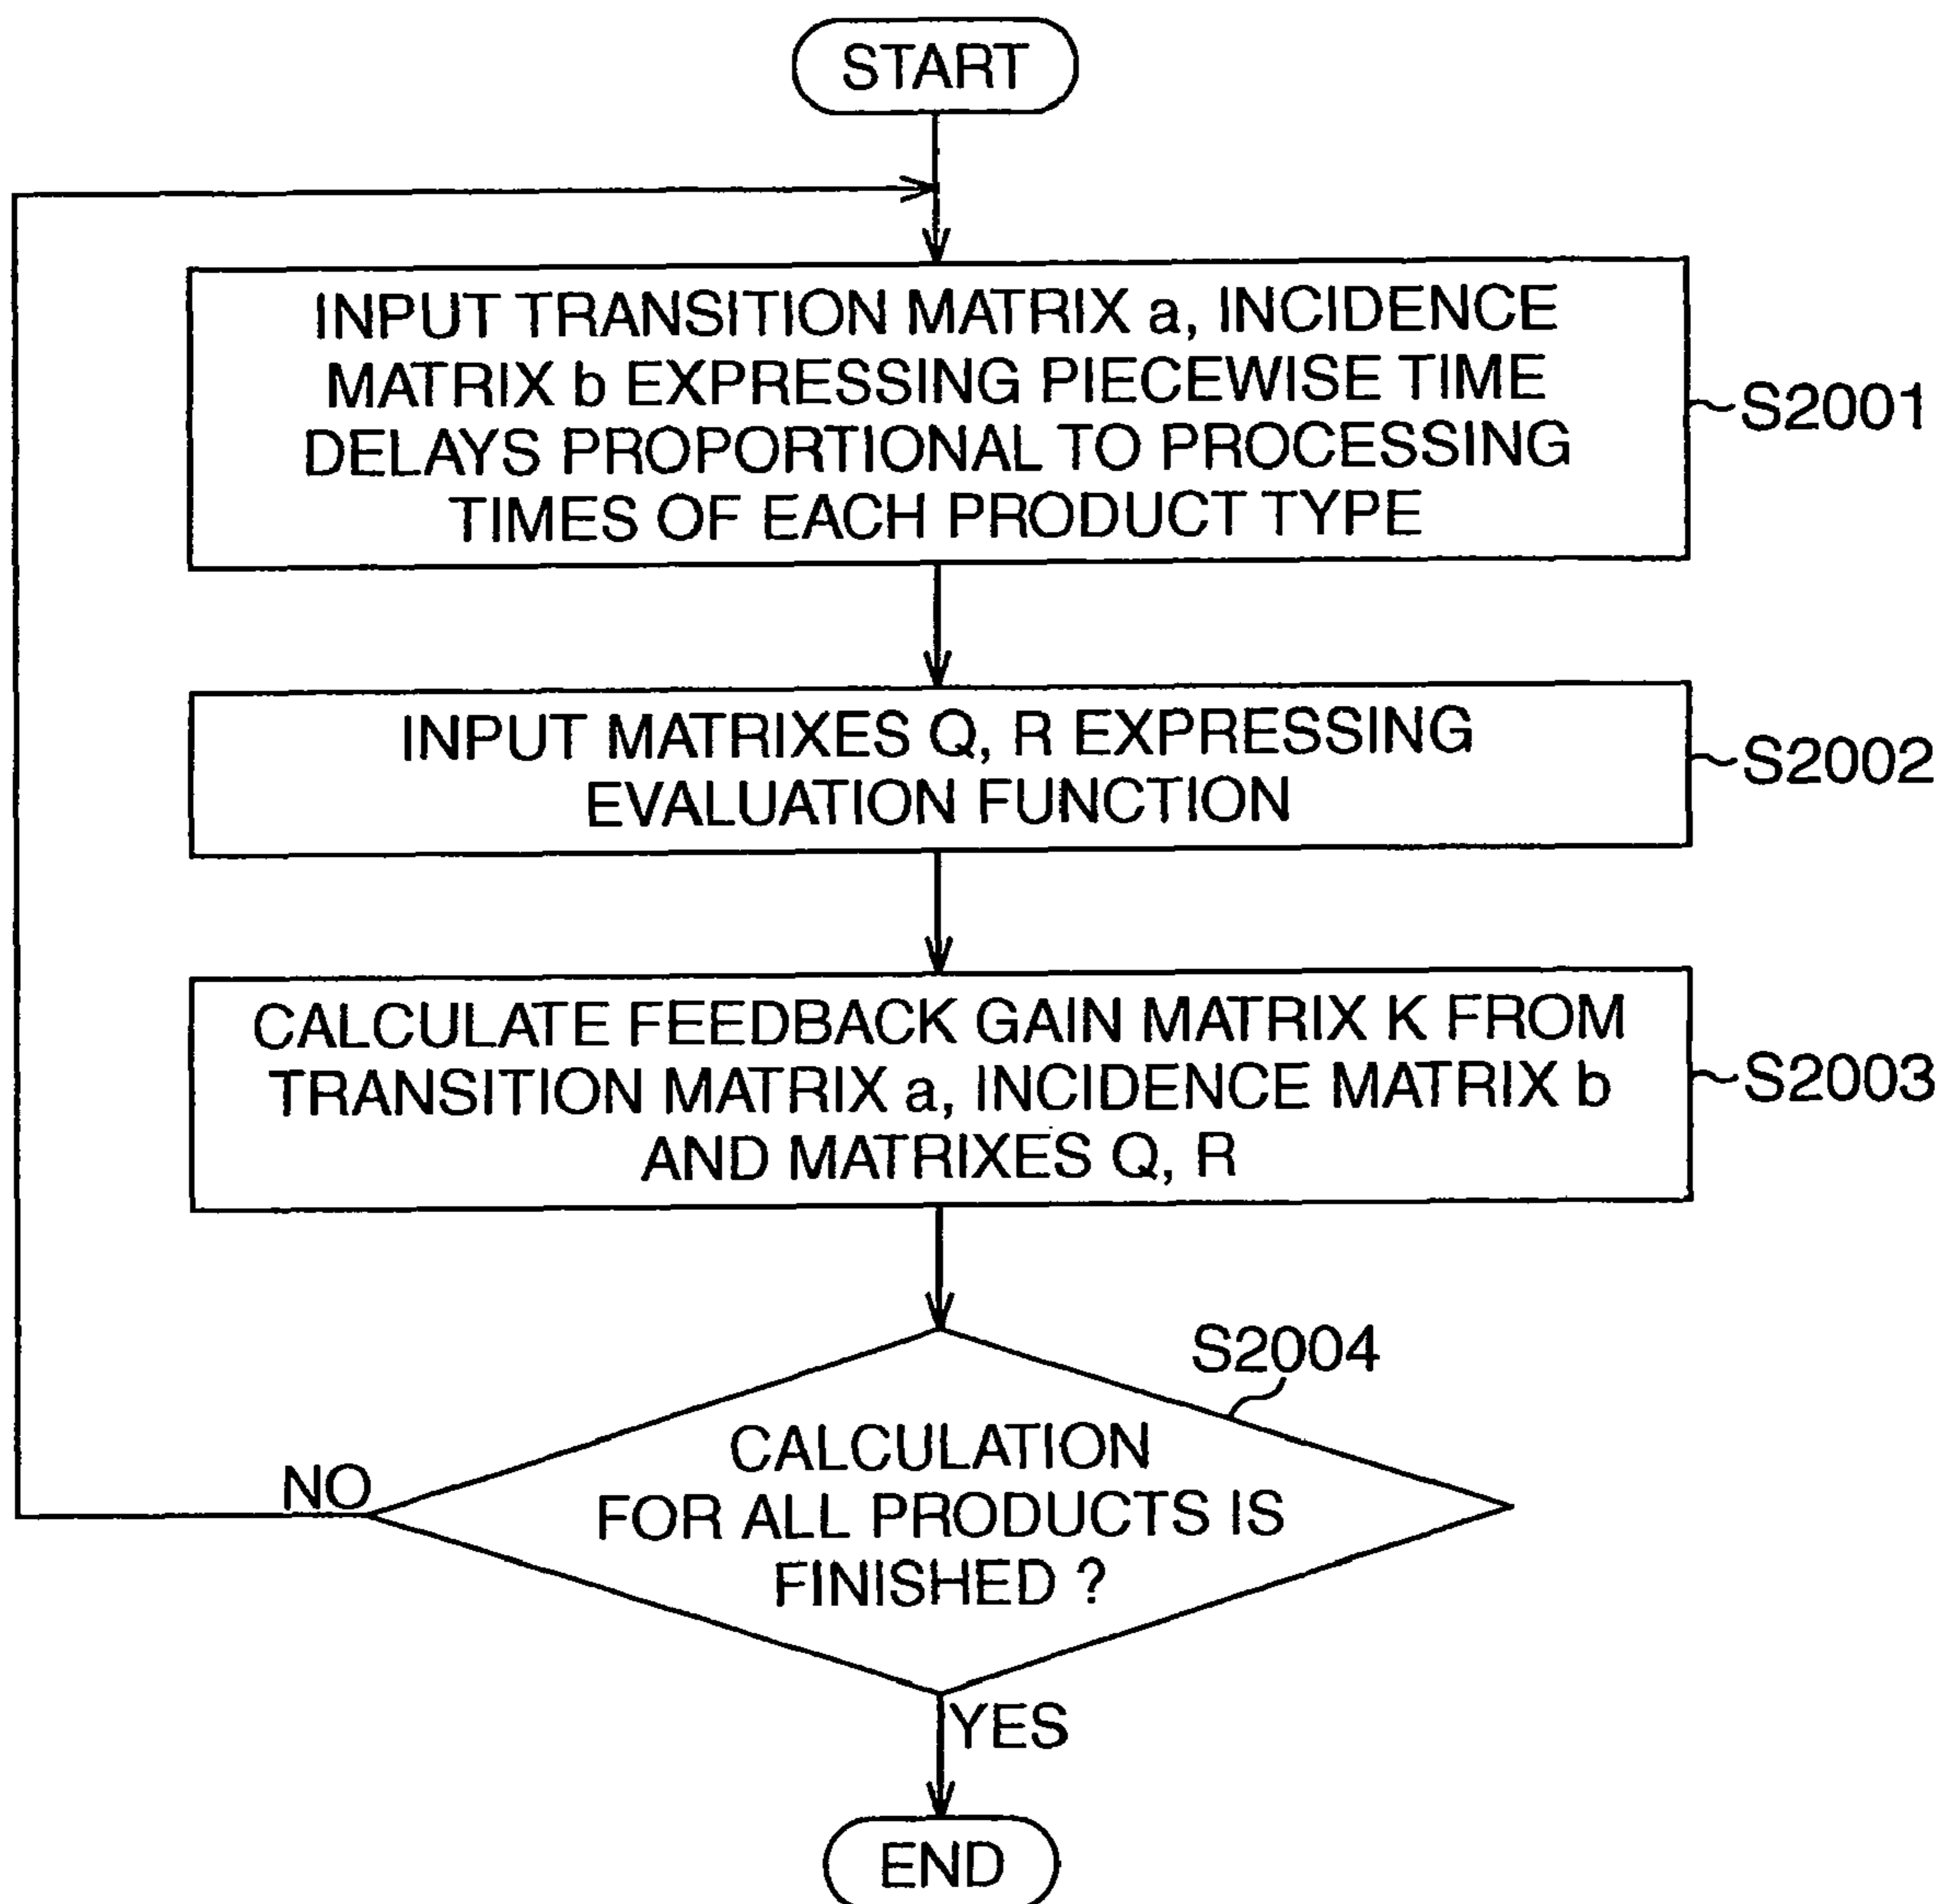 START
INPUT TRANSITION MATRIX a, INCIDENCE
MATRIX b EXPRESSING PIECEWISE TIME
DELAYS PROPORTIONAL TO PROCESSING
TIMES OF EACH PRODUCT TYPE
S2001
INPUT MATRIXES Q, R EXPRESSING
EVALUATION FUNCTION
S2002
CALCULATE FEEDBACK GAIN MATRIX K FROM
TRANSITION MATRIX a, INCIDENCE MATRIX b
AND MATRIXES Q, R
S2003
S2004
CALCULATION
FOR ALL PRODUCTS IS
FINISHED ?
NO
YES
END